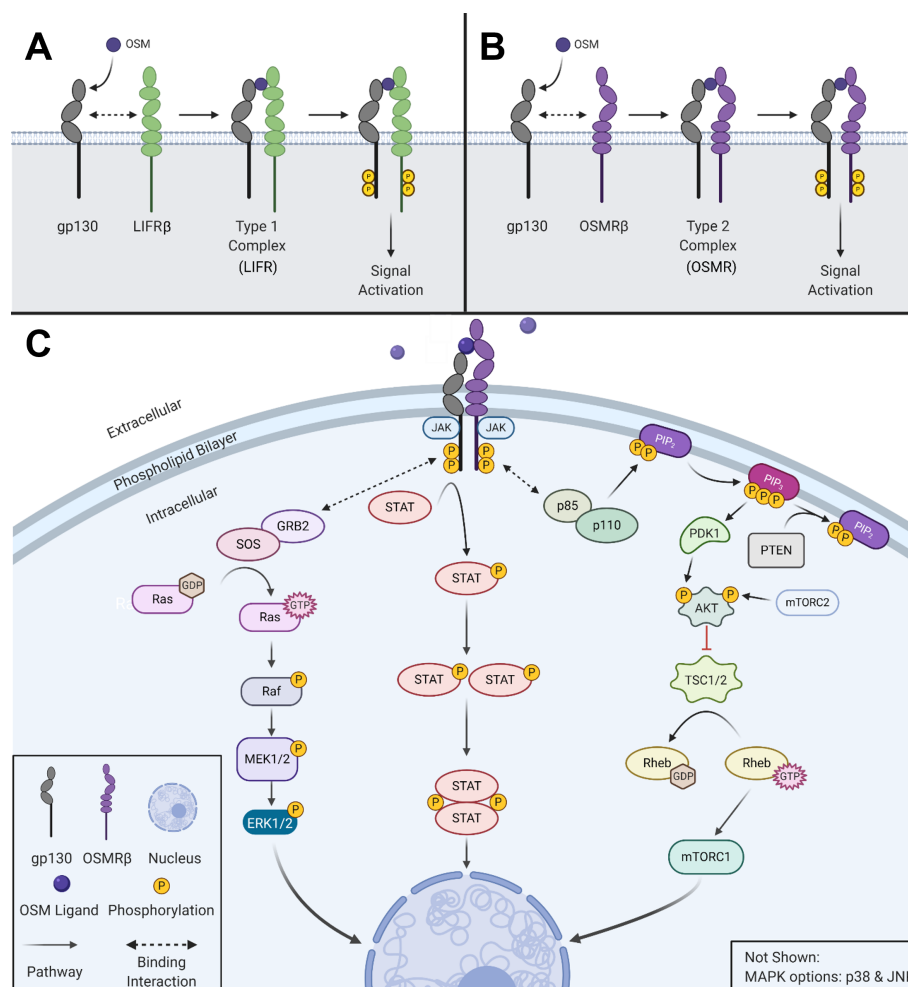 A
OSM
gp130
LIFRβ
Type 1
Complex
(LIFR)
Signal
Activation
P
P
P
P
B
OSM
gp130
OSMRβ
Type 2
Complex
(OSMR)
Signal
Activation
P
P
P
P
C
Extracellular
Phospholipid Bilayer
Intracellular
JAK
JAK
P
P
P
P
GRB2
SOS
Ras
GDP
Ras
GTP
Raf
P
MEK1/2
P
ERK1/2
P
STAT
STAT
P
STAT
P
STAT
P
STAT
P
P
STAT
p85
p110
PIP2
P
P
PIP3
P
P
P
PIP2
P
P
PDK1
PTEN
P
P
AKT
mTORC2
TSC1/2
Rheb
GDP
Rheb
GTP
mTORC1
gp130
OSMRβ
Nucleus
OSM Ligand
P
Phosphorylation
Pathway
Binding
Interaction
Not Shown:
MAPK options: p38 &